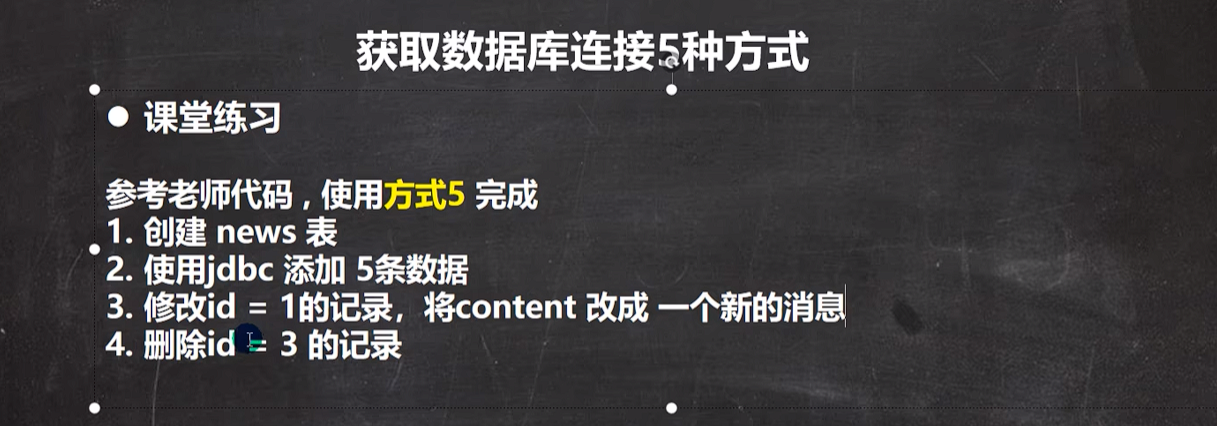 获取数据库连接5种方式
● 课堂练习
参考老师代码，使用方式5 完成
1. 创建 news 表
2. 使用jdbc 添加 5条数据
3. 修改id = 1的记录，将content 改成 一个新的消息
4. 删除id = 3 的记录